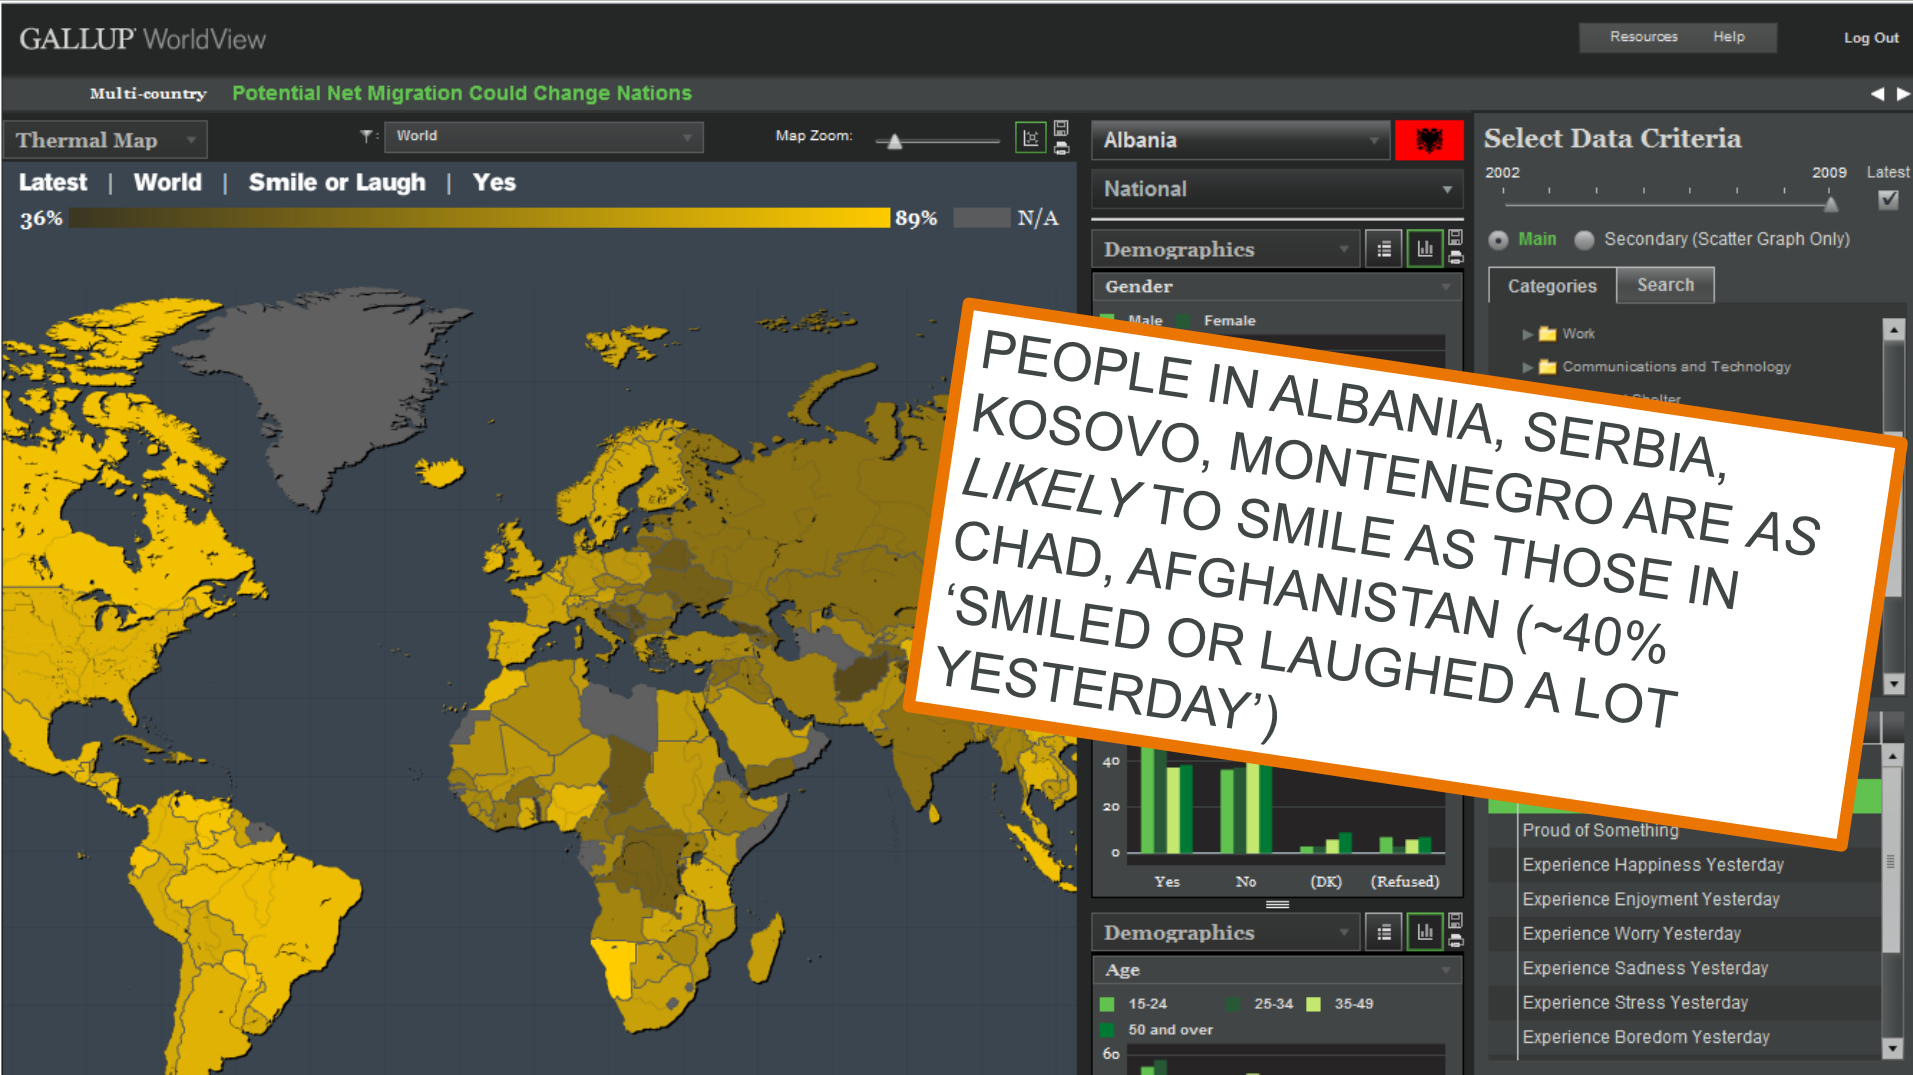 GALLUP® WorldView
Resources Help Log Out
Multi-country Potential Net Migration Could Change Nations
Thermal Map World Map Zoom:
Latest | World | Smile or Laugh | Yes
36% 89% N/A
Albania
National
Demographics
Gender
Male Female
40
20
0
Yes No (DK) (Refused)
Demographics
Age
15-24 25-34 35-49
50 and over
60
Select Data Criteria
2002 2009 Latest
Main Secondary (Scatter Graph Only)
Categories Search
Work
Communications and Technology
Shelter
PEOPLE IN ALBANIA, SERBIA,
KOSOVO, MONTENEGRO ARE AS
LIKELY TO SMILE AS THOSE IN
CHAD, AFGHANISTAN (~40%
‘SMILED OR LAUGHED A LOT
YESTERDAY’)
Proud of Something
Experience Happiness Yesterday
Experience Enjoyment Yesterday
Experience Worry Yesterday
Experience Sadness Yesterday
Experience Stress Yesterday
Experience Boredom Yesterday